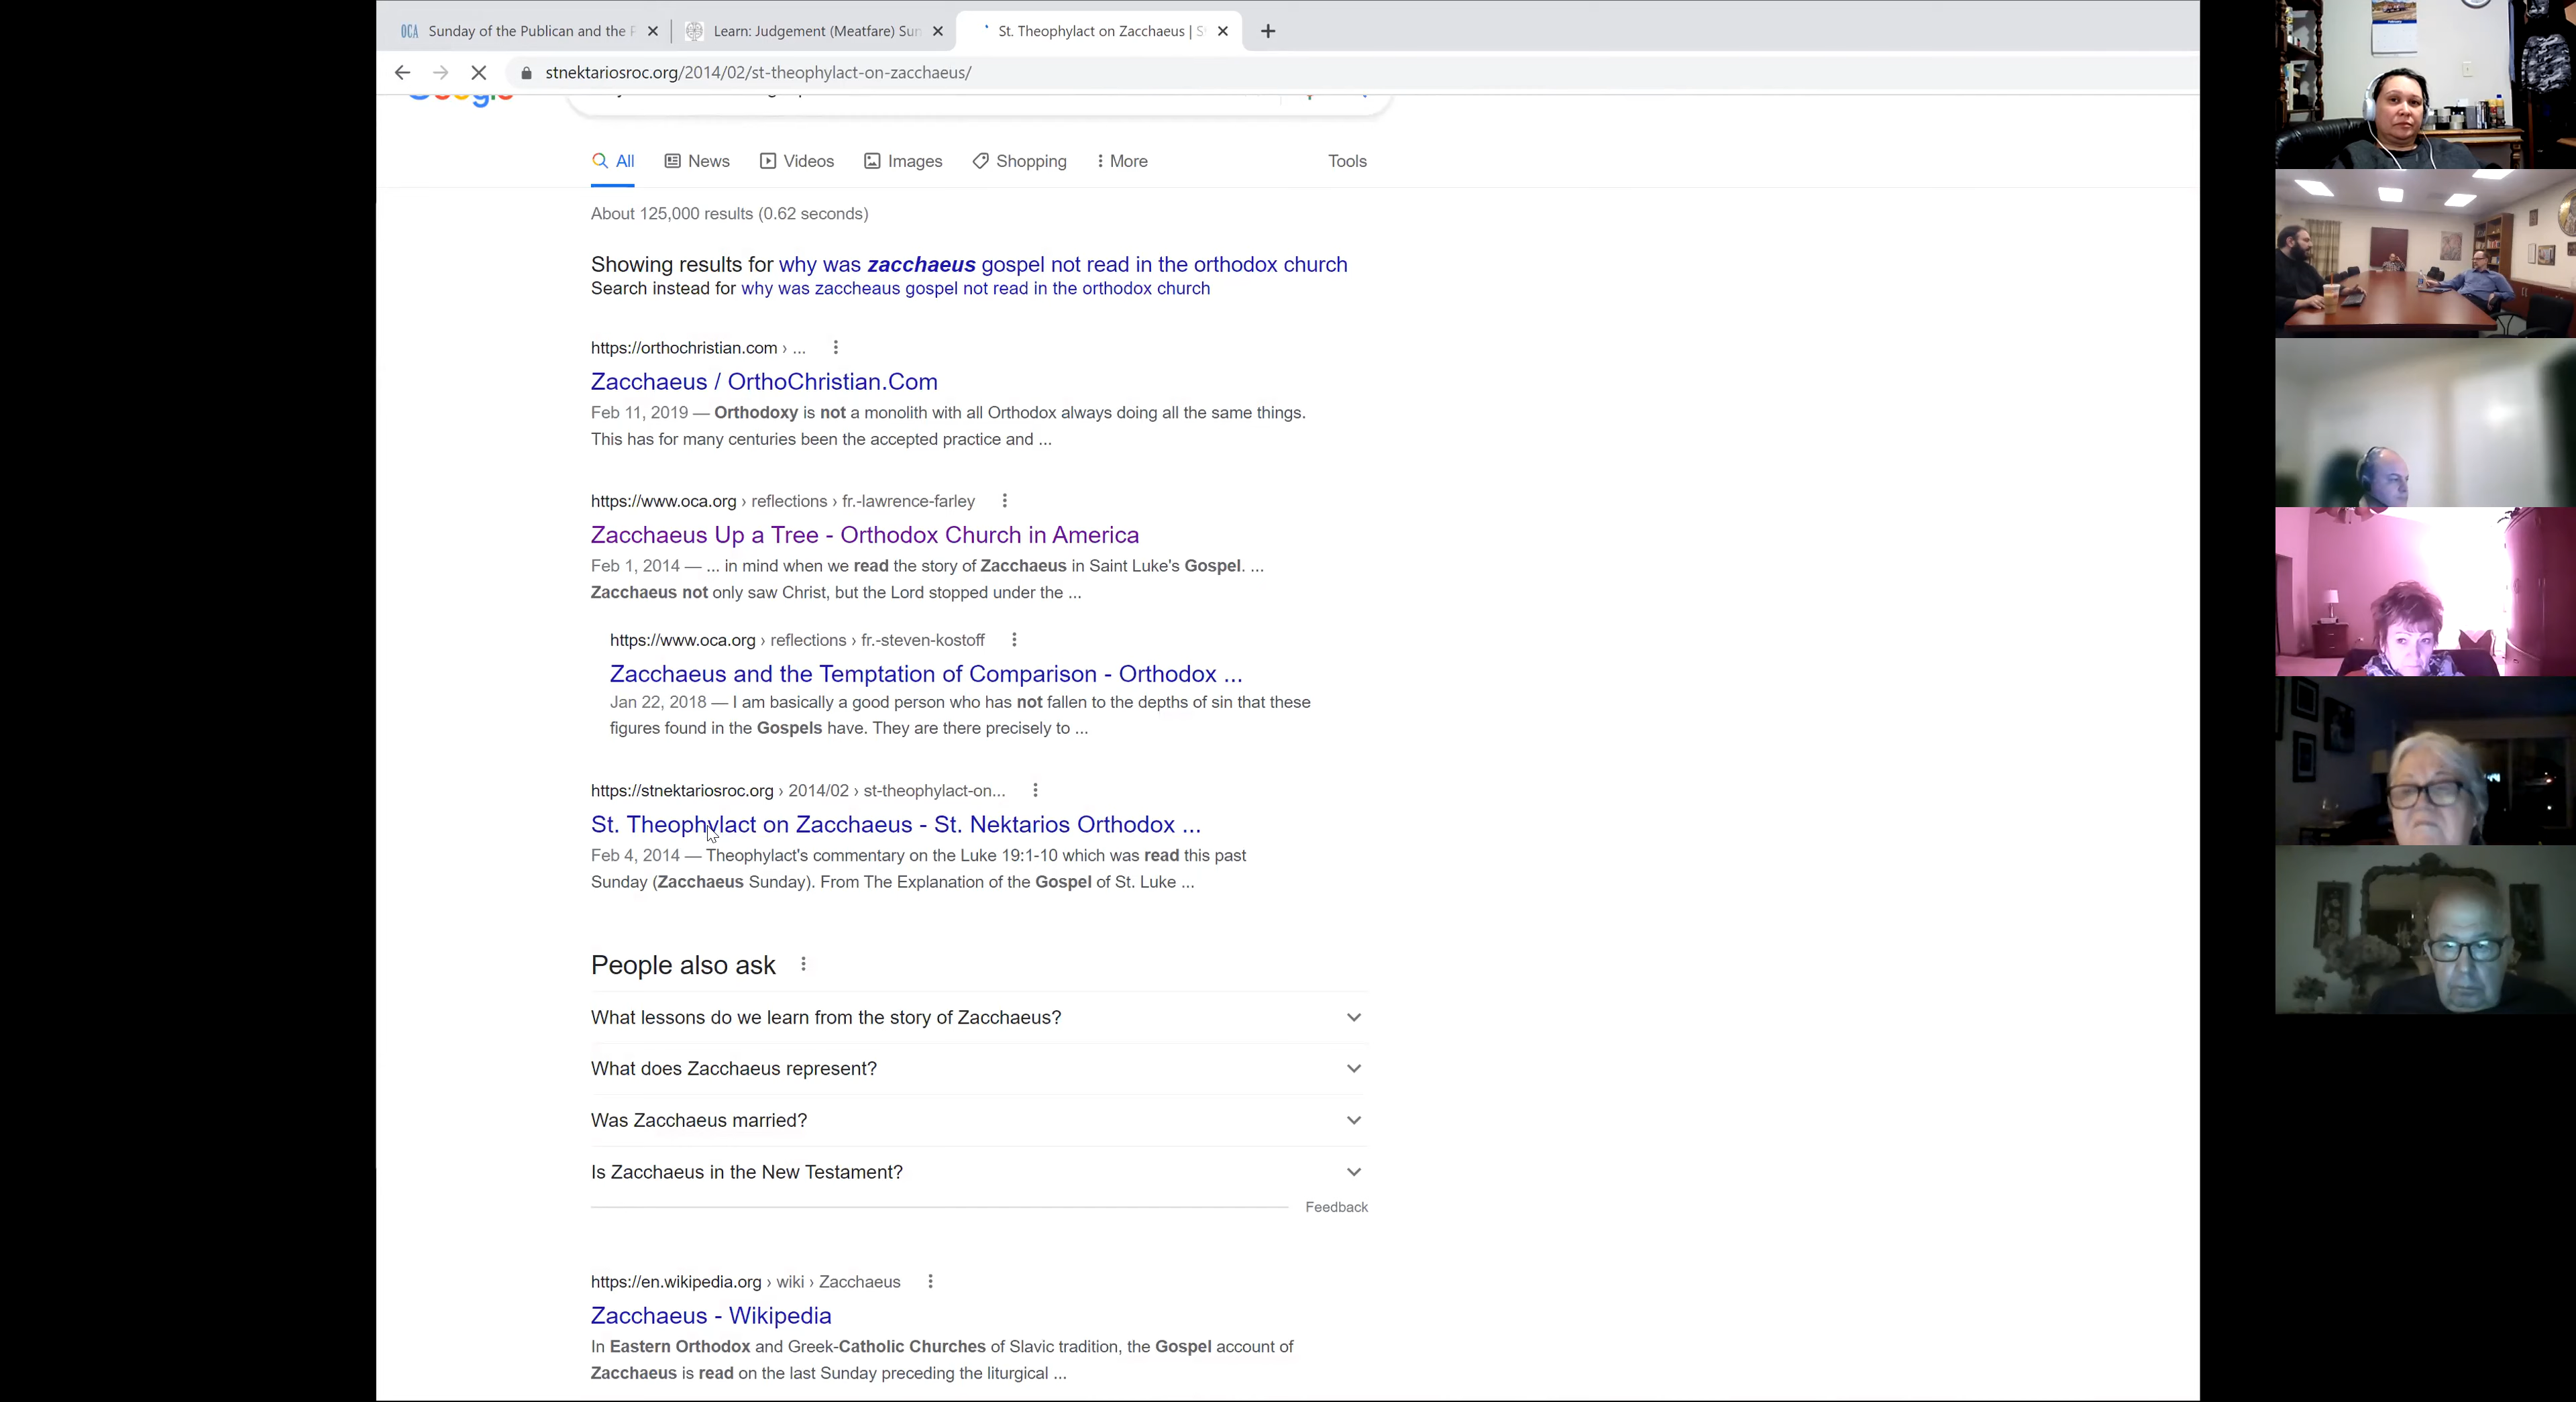 OCA Sunday of the Publican and the P
Learn: Judgement (Meatfare) Sun
St. Theophylact on Zacchaeus | S
stnektariosroc.org/2014/02/st-theophylact-on-zacchaeus/
Google
All
News
Videos
Images
Shopping
More
Tools
About 125,000 results (0.62 seconds)
Showing results for why was zacchaeus gospel not read in the orthodox church
Search instead for why was zaccheaus gospel not read in the orthodox church
https://orthochristian.com › ...
Zacchaeus / OrthoChristian.Com
Feb 11, 2019 — Orthodoxy is not a monolith with all Orthodox always doing all the same things.
This has for many centuries been the accepted practice and ...
https://www.oca.org › reflections › fr.-lawrence-farley
Zacchaeus Up a Tree - Orthodox Church in America
Feb 1, 2014 — ... in mind when we read the story of Zacchaeus in Saint Luke's Gospel. ...
Zacchaeus not only saw Christ, but the Lord stopped under the ...
https://www.oca.org › reflections › fr.-steven-kostoff
Zacchaeus and the Temptation of Comparison - Orthodox ...
Jan 22, 2018 — I am basically a good person who has not fallen to the depths of sin that these
figures found in the Gospels have. They are there precisely to ...
https://stnektariosroc.org › 2014/02 › st-theophylact-on...
St. Theophylact on Zacchaeus - St. Nektarios Orthodox ...
Feb 4, 2014 — Theophylact's commentary on the Luke 19:1-10 which was read this past
Sunday (Zacchaeus Sunday). From The Explanation of the Gospel of St. Luke ...
People also ask
What lessons do we learn from the story of Zacchaeus?
What does Zacchaeus represent?
Was Zacchaeus married?
Is Zacchaeus in the New Testament?
Feedback
https://en.wikipedia.org › wiki › Zacchaeus
Zacchaeus - Wikipedia
In Eastern Orthodox and Greek-Catholic Churches of Slavic tradition, the Gospel account of
Zacchaeus is read on the last Sunday preceding the liturgical ...